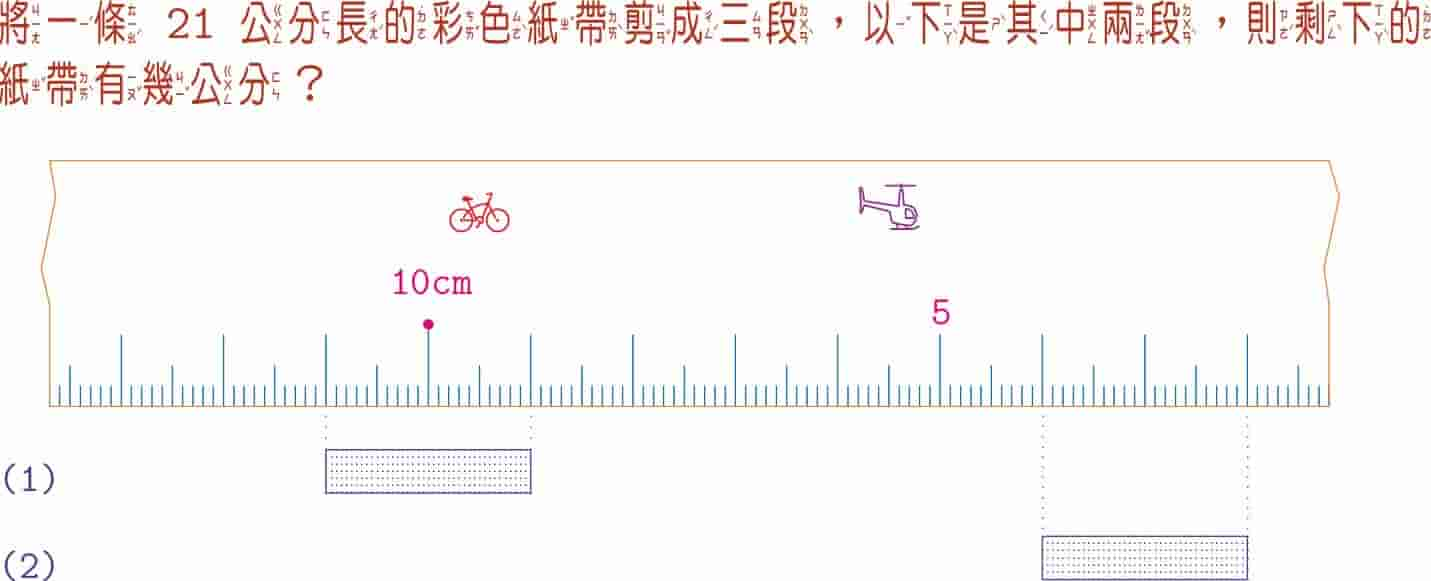 將一條 21 公分長的彩色紙帶剪成三段，以下是其中兩段，則剩下的
紙帶有幾公分？
10cm
5
(1)
(2)